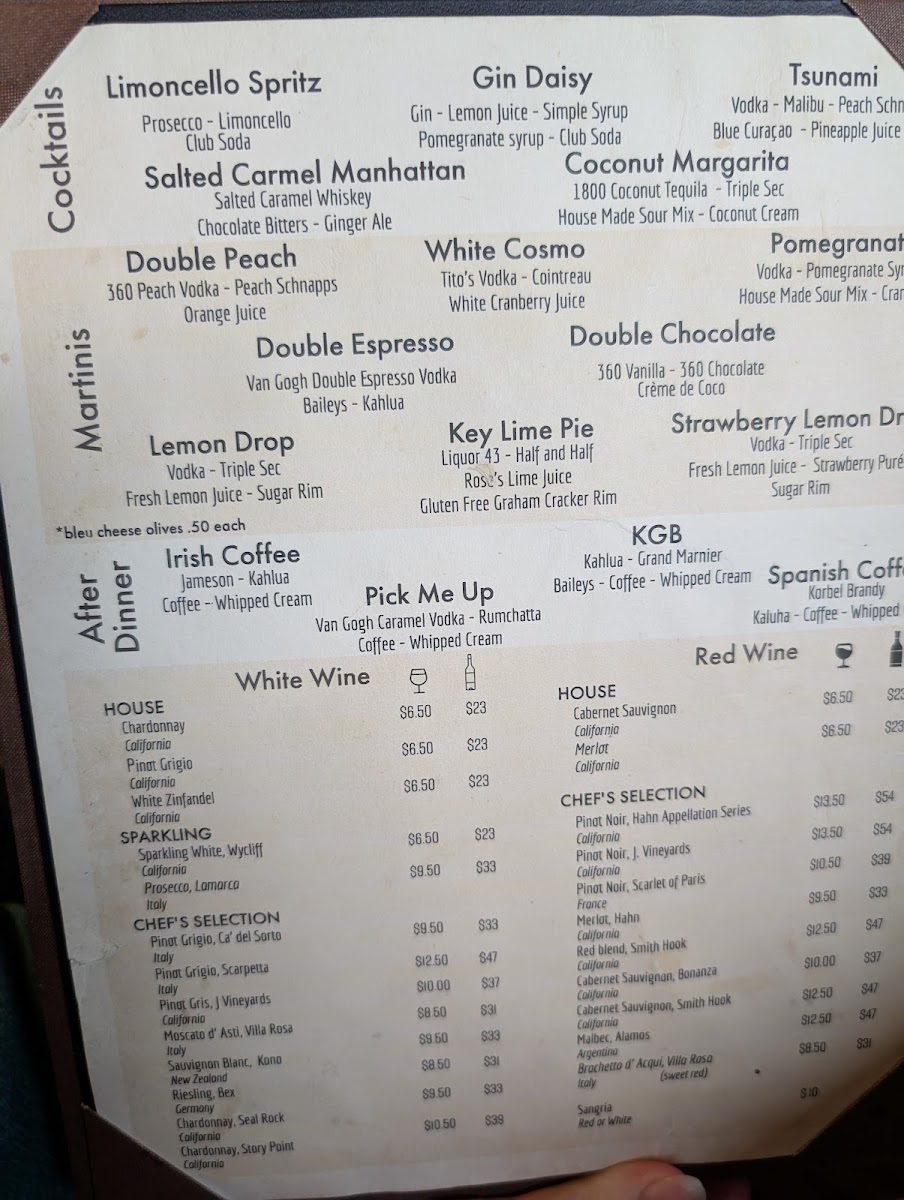 Cocktails
Limoncello Spritz
Prosecco - Limoncello
Club Soda
Gin Daisy
Gin - Lemon Juice - Simple Syrup
Pomegranate syrup - Club Soda
Tsunami
Vodka - Malibu - Peach Schn
Blue Curaçao - Pineapple Juice
Salted Carmel Manhattan
Salted Caramel Whiskey
Chocolate Bitters - Ginger Ale
Coconut Margarita
1800 Coconut Tequila - Triple Sec
House Made Sour Mix - Coconut Cream
Martinis
Double Peach
360 Peach Vodka - Peach Schnapps
Orange Juice
White Cosmo
Tito's Vodka - Cointreau
White Cranberry Juice
Pomegranat
Vodka - Pomegranate Syr
House Made Sour Mix - Cran
Double Espresso
Van Gogh Double Espresso Vodka
Baileys - Kahlua
Double Chocolate
360 Vanilla - 360 Chocolate
Crème de Coco
Lemon Drop
Vodka - Triple Sec
Fresh Lemon Juice - Sugar Rim
Key Lime Pie
Liquor 43 - Half and Half
Rose's Lime Juice
Gluten Free Graham Cracker Rim
Strawberry Lemon Dr
Vodka - Triple Sec
Fresh Lemon Juice - Strawberry Puré
Sugar Rim
*bleu cheese olives .50 each
After
Dinner
Irish Coffee
Jameson - Kahlua
Coffee - Whipped Cream
Pick Me Up
Van Gogh Caramel Vodka - Rumchatta
Coffee - Whipped Cream
KGB
Kahlua - Grand Marnier
Baileys - Coffee - Whipped Cream
Spanish Coff
Korbel Brandy
Kaluha - Coffee - Whipped
White Wine
HOUSE
Chardonnay $6.50 $23
California
Pinot Grigio $6.50 $23
California
White Zinfandel $6.50 $23
California
SPARKLING
Sparkling White, Wycliff $6.50 $23
California
Prosecco, Lamarca $9.50 $33
Italy
CHEF'S SELECTION
Pinot Grigio, Ca' del Sarto $9.50 $33
Italy
Pinot Grigio, Scarpetta $12.50 $47
Italy
Pinot Gris, J Vineyards $10.00 $37
California
Moscato d' Asti, Villa Rosa $8.50 $31
Italy
Sauvignon Blanc, Kono $9.50 $33
New Zealand
Riesling, Bex $8.50 $31
Germany
Chardonnay, Seal Rock $9.50 $33
California
Chardonnay, Story Point $10.50 $39
California
Red Wine
HOUSE
Cabernet Sauvignon $6.50 $23
California
Merlot $6.50 $23
California
CHEF'S SELECTION
Pinot Noir, Hahn Appellation Series $13.50 $54
California
Pinot Noir, J. Vineyards $13.50 $54
California
Pinot Noir, Scarlet of Paris $10.50 $39
France
Merlot, Hahn $9.50 $33
California
Red blend, Smith Hook $12.50 $47
California
Cabernet Sauvignon, Bonanza $10.00 $37
California
Cabernet Sauvignon, Smith Hook $12.50 $47
California
Malbec, Alamos $12.50 $47
Argentina
Brachetto d' Acqui, Villa Rosa $8.50 $31
Italy (sweet red)
Sangria $10
Red or White